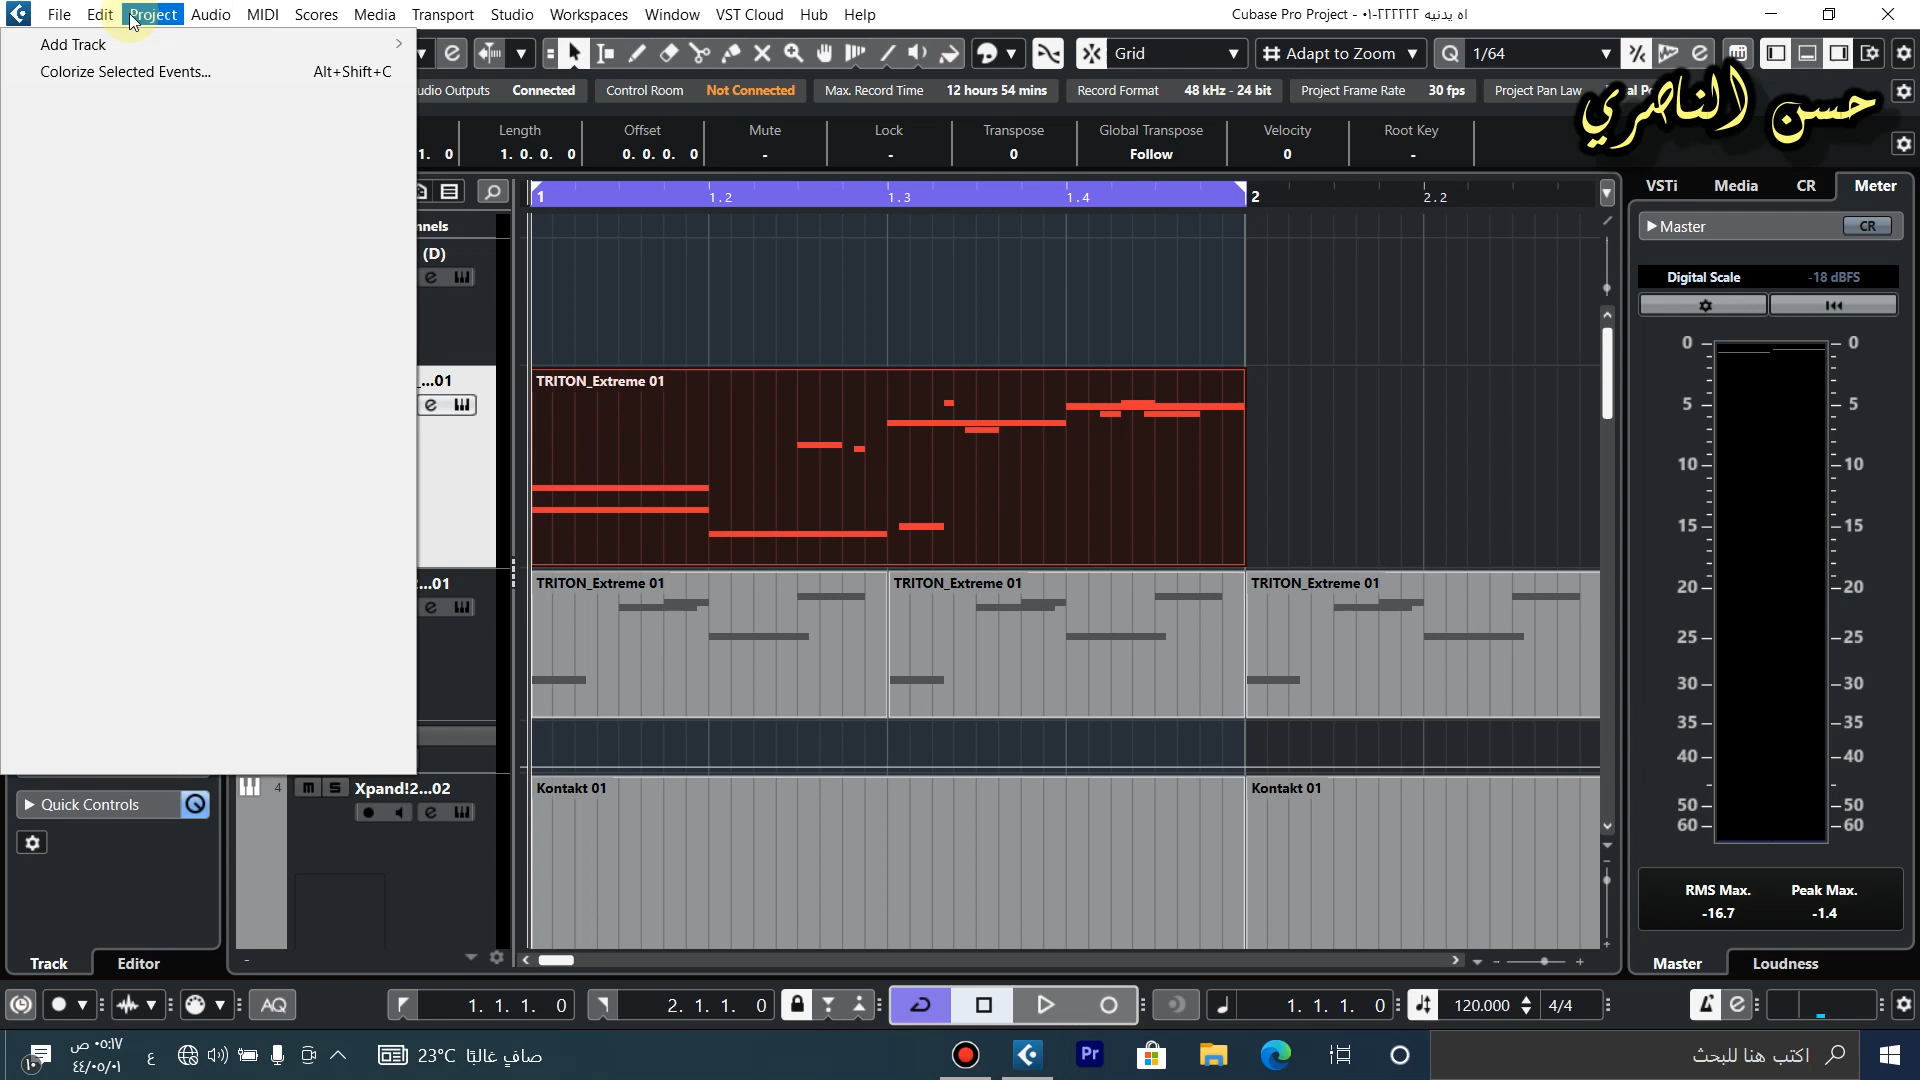 File Edit Project Audio MIDI Scores Media Transport Studio Workspaces Window VST Cloud Hub Help
Cubase Pro Project - ١-٢٢٢٢٢٢٢ اه يدنيه
Add Track
Colorize Selected Events... Alt+Shift+C
Grid Adapt to Zoom 1/64
udio Outputs Connected Control Room Not Connected Max. Record Time 12 hours 54 mins Record Format 48 kHz - 24 bit Project Frame Rate 30 fps Project Pan Law
حسن الناصري
Length Offset Mute Lock Transpose Global Transpose Velocity Root Key
1. 0 1. 0. 0. 0 0. 0. 0. 0 - - 0 Follow 0 -
VSTi Media CR Meter
1 1.2 1.3 1.4 2 2.2
nnels
Master CR
(D)
Digital Scale -18 dBFS
...01
TRITON_Extreme 01
...01
TRITON_Extreme 01 TRITON_Extreme 01 TRITON_Extreme 01
0 0
5 5
10 10
15 15
20 20
25 25
30 30
35 35
40 40
50 50
60 60
4 m S Xpand!2...02
Kontakt 01 Kontakt 01
Quick Controls
RMS Max. Peak Max.
-16.7 -1.4
Track Editor
Master Loudness
AQ 1. 1. 1. 0 2. 1. 1. 0 1. 1. 1. 0 120.000 4/4
٠٥:١٧ ص
٤٤/٠٥/٠١
ع
23°C صافٍ غالبًا
Pr
اكتب هنا للبحث